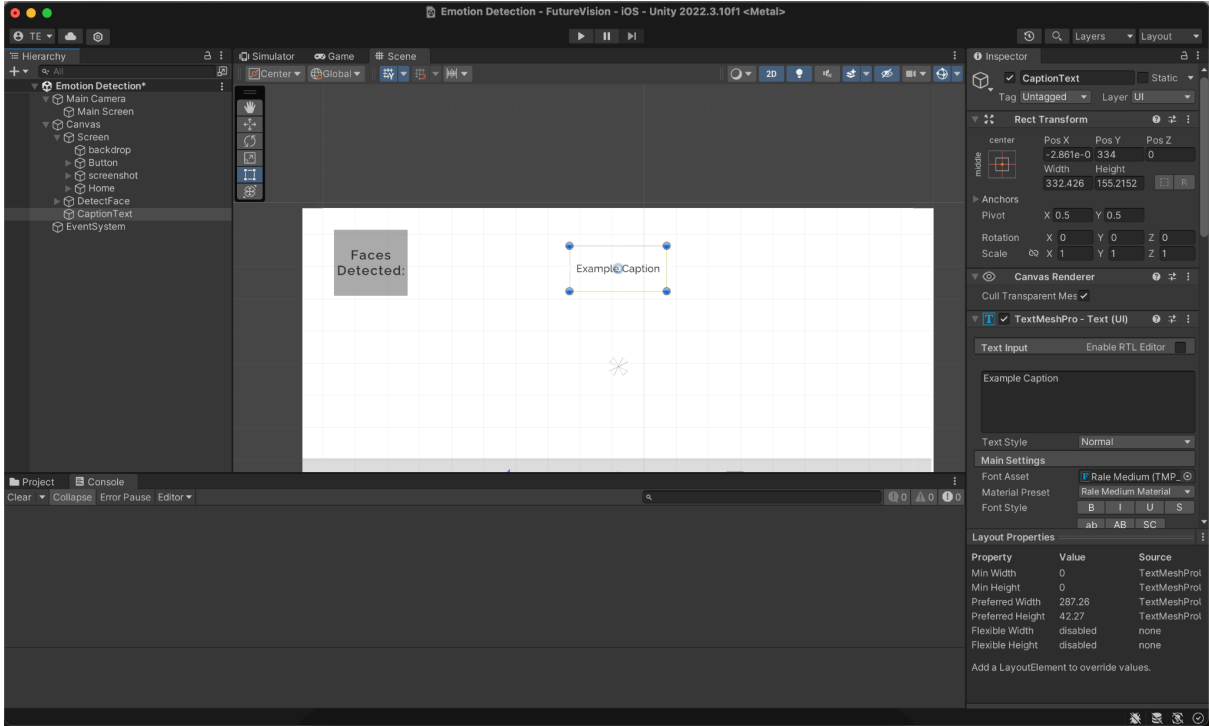 Emotion Detection - FutureVision - iOS - Unity 2022.3.10f1 <Metal>
TE
Layers
Layout
Hierarchy
All
Emotion Detection*
Main Camera
Main Screen
Canvas
Screen
backdrop
Button
screenshot
Home
DetectFace
CaptionText
EventSystem
Simulator Game # Scene
Center Global
2D
Faces
Detected:
Example Caption
Project Console
Clear Collapse Error Pause Editor
0 0 0
Inspector
CaptionText Static
Tag Untagged Layer UI
Rect Transform
center Pos X Pos Y Pos Z
middle
-2.861e-0 334 0
Width Height
332.426 155.2152 R
Anchors
Pivot X 0.5 Y 0.5
Rotation X 0 Y 0 Z 0
Scale X 1 Y 1 Z 1
Canvas Renderer
Cull Transparent Mes
T TextMeshPro - Text (UI)
Text Input Enable RTL Editor
Example Caption
Text Style Normal
Main Settings
Font Asset F Rale Medium (TMP_
Material Preset Rale Medium Material
Font Style B I U S
ab AB SC
Layout Properties
Property Value Source
Min Width 0 TextMeshProU
Min Height 0 TextMeshProU
Preferred Width 287.26 TextMeshProU
Preferred Height 42.27 TextMeshProU
Flexible Width disabled none
Flexible Height disabled none
Add a LayoutElement to override values.